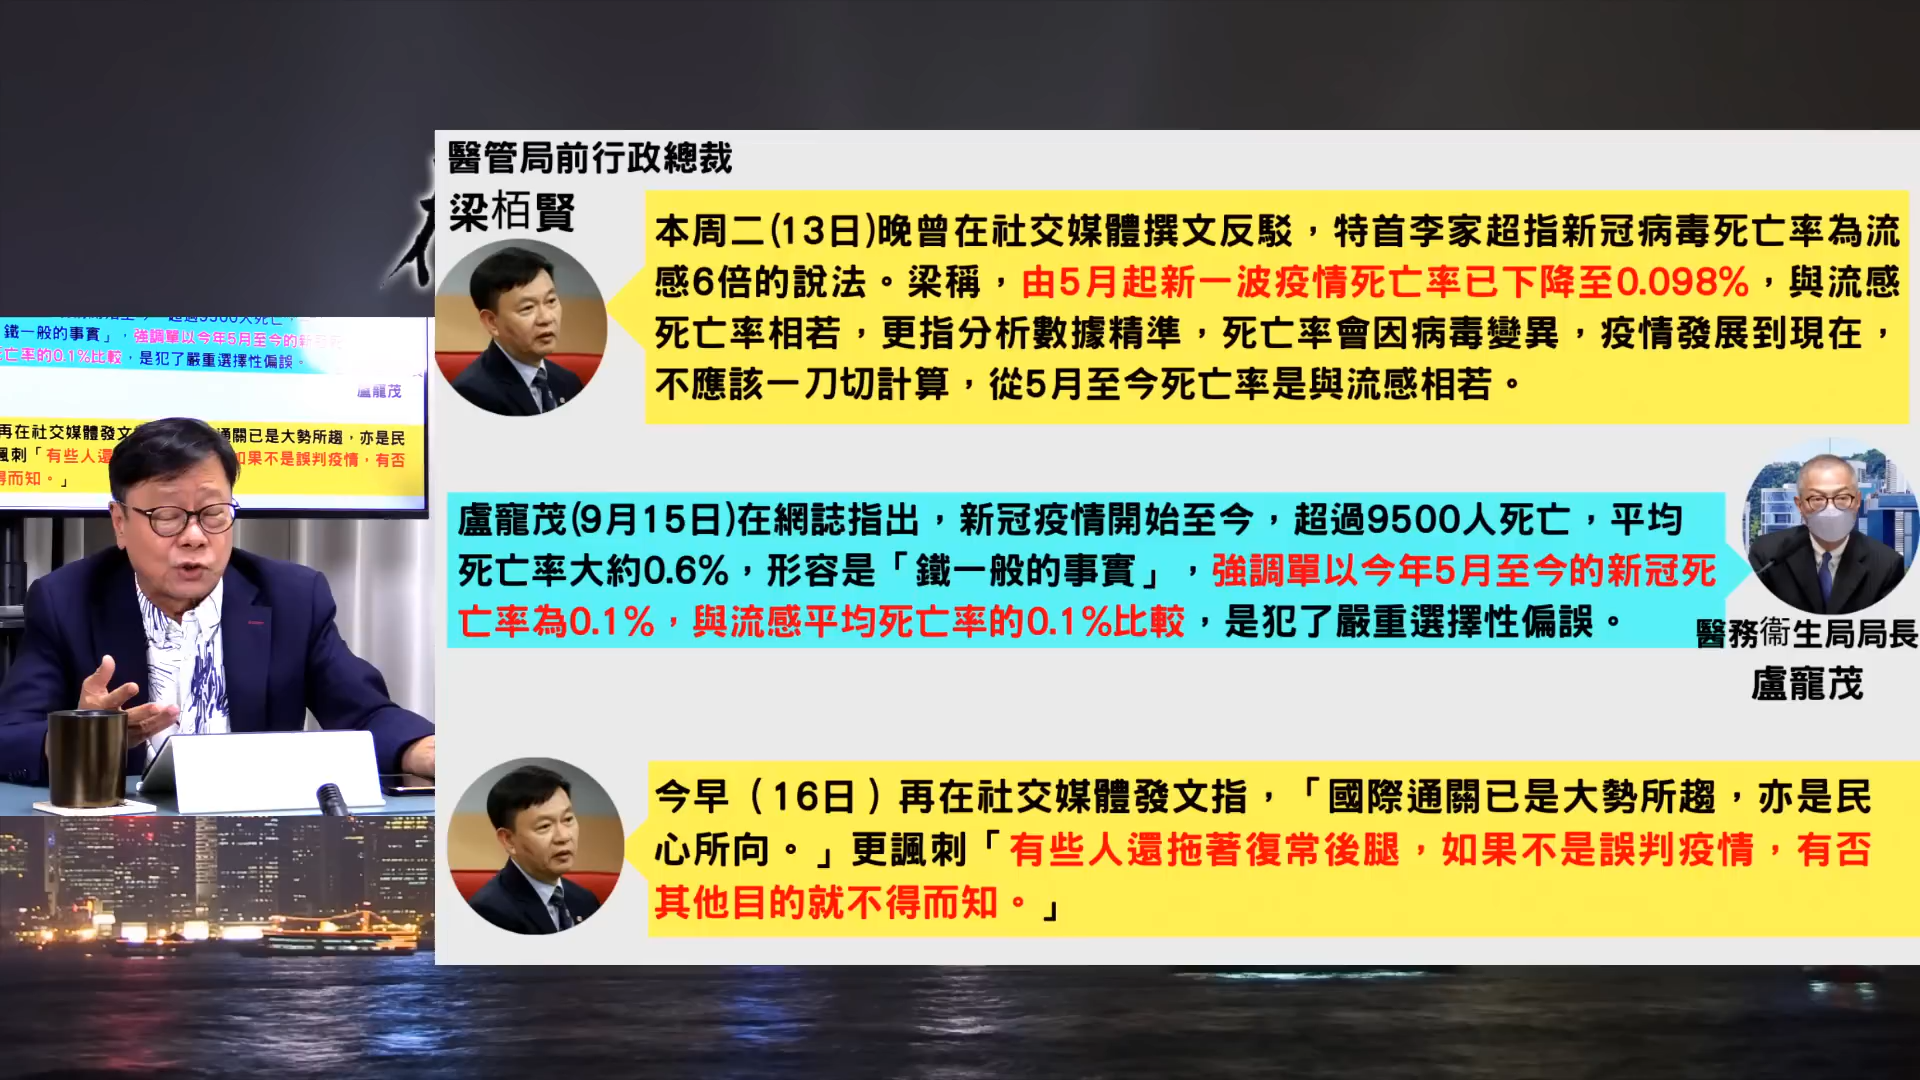 醫管局前行政總裁
梁栢賢
本周二(13日)晚曾在社交媒體撰文反駁，特首李家超指新冠病毒死亡率為流
感6倍的說法。梁稱，由5月起新一波疫情死亡率已下降至0.098%，與流感
死亡率相若，更指分析數據精準，死亡率會因病毒變異，疫情發展到現在，
不應該一刀切計算，從5月至今死亡率是與流感相若。
盧寵茂(9月15日)在網誌指出，新冠疫情開始至今，超過9500人死亡，平均
死亡率大約0.6%，形容是「鐵一般的事實」，強調單以今年5月至今的新冠死
亡率為0.1%，與流感平均死亡率的0.1%比較，是犯了嚴重選擇性偏誤。
醫務衞生局局長
盧寵茂
今早（16日）再在社交媒體發文指，「國際通關已是大勢所趨，亦是民
心所向。」更諷刺「有些人還拖著復常後腿，如果不是誤判疫情，有否
其他目的就不得而知。」
鐵一般的事實」，強調單以今年5月至今的新冠死
亡率的0.1%比較，是犯了嚴重選擇性偏誤。
盧寵茂
再在社交媒體發文 通關已是大勢所趨，亦是民
諷刺「有些人還 如果不是誤判疫情，有否
得而知。」